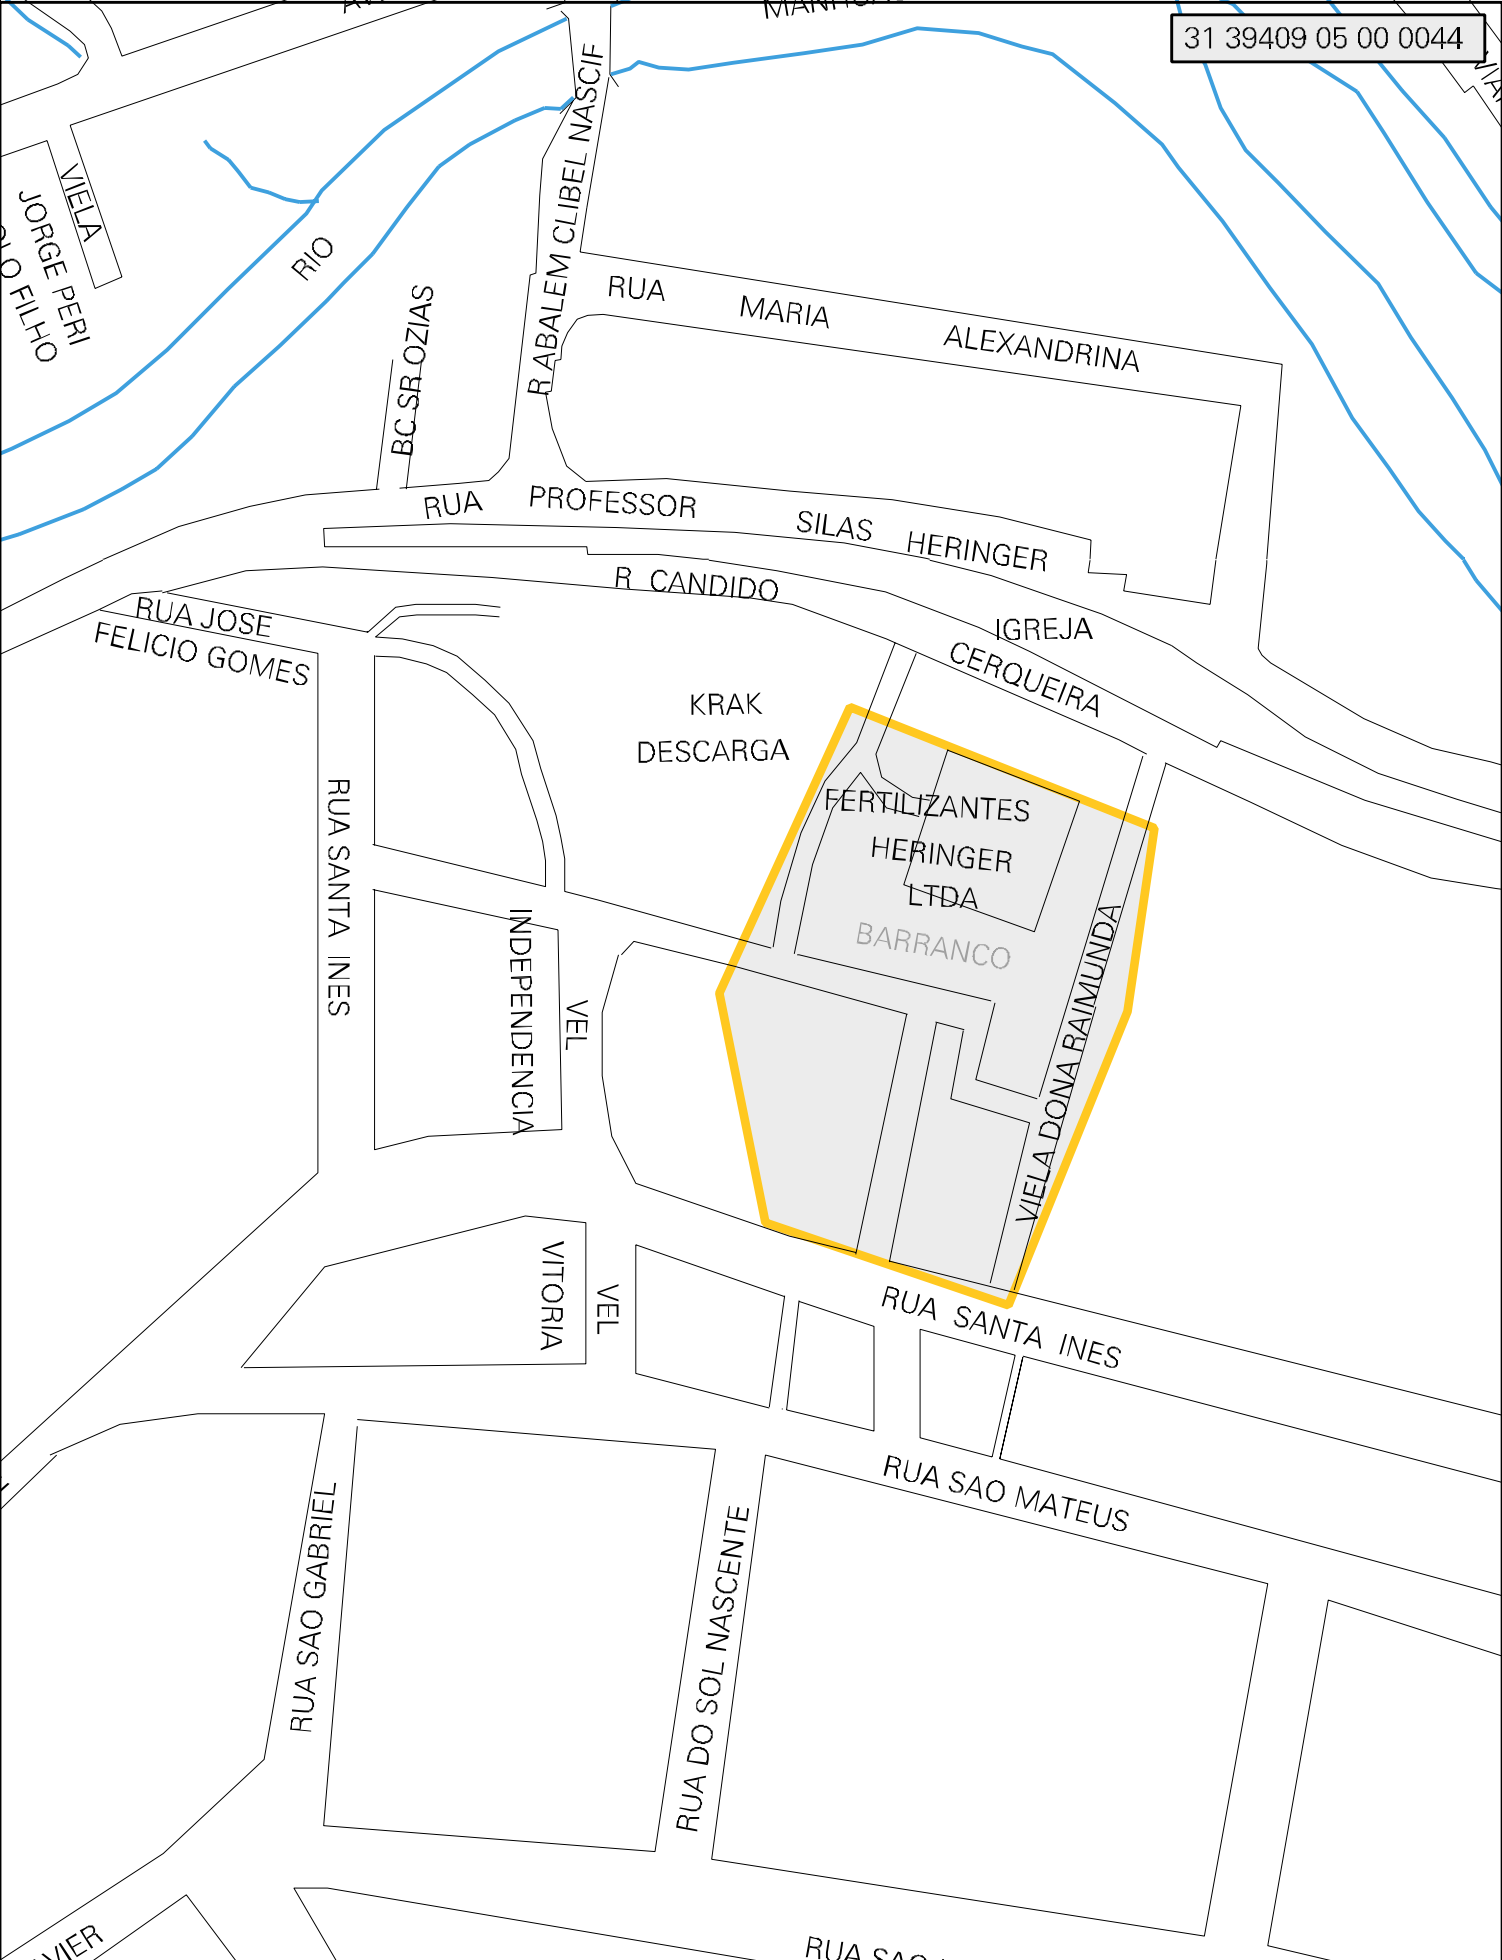 31 39409 05 00 0044
VIELA
JORGE PERI
FILHO
RIO
R ABALEM CLIBEL NASCIF
BC SR OZIAS
RUA MARIA ALEXANDRINA
RUA PROFESSOR SILAS HERINGER
R CANDIDO CERQUEIRA
IGREJA
RUA JOSE
FELICIO GOMES
KRAK
DESCARGA
FERTILIZANTES
HERINGER
LTDA
BARRANCO
RUA SANTA INES
VEL
INDEPENDENCIA
VIELA DONA RAIMUNDA
VEL
VITORIA
RUA SANTA INES
RUA SAO MATEUS
RUA SAO GABRIEL
RUA DO SOL NASCENTE
RUA SAO